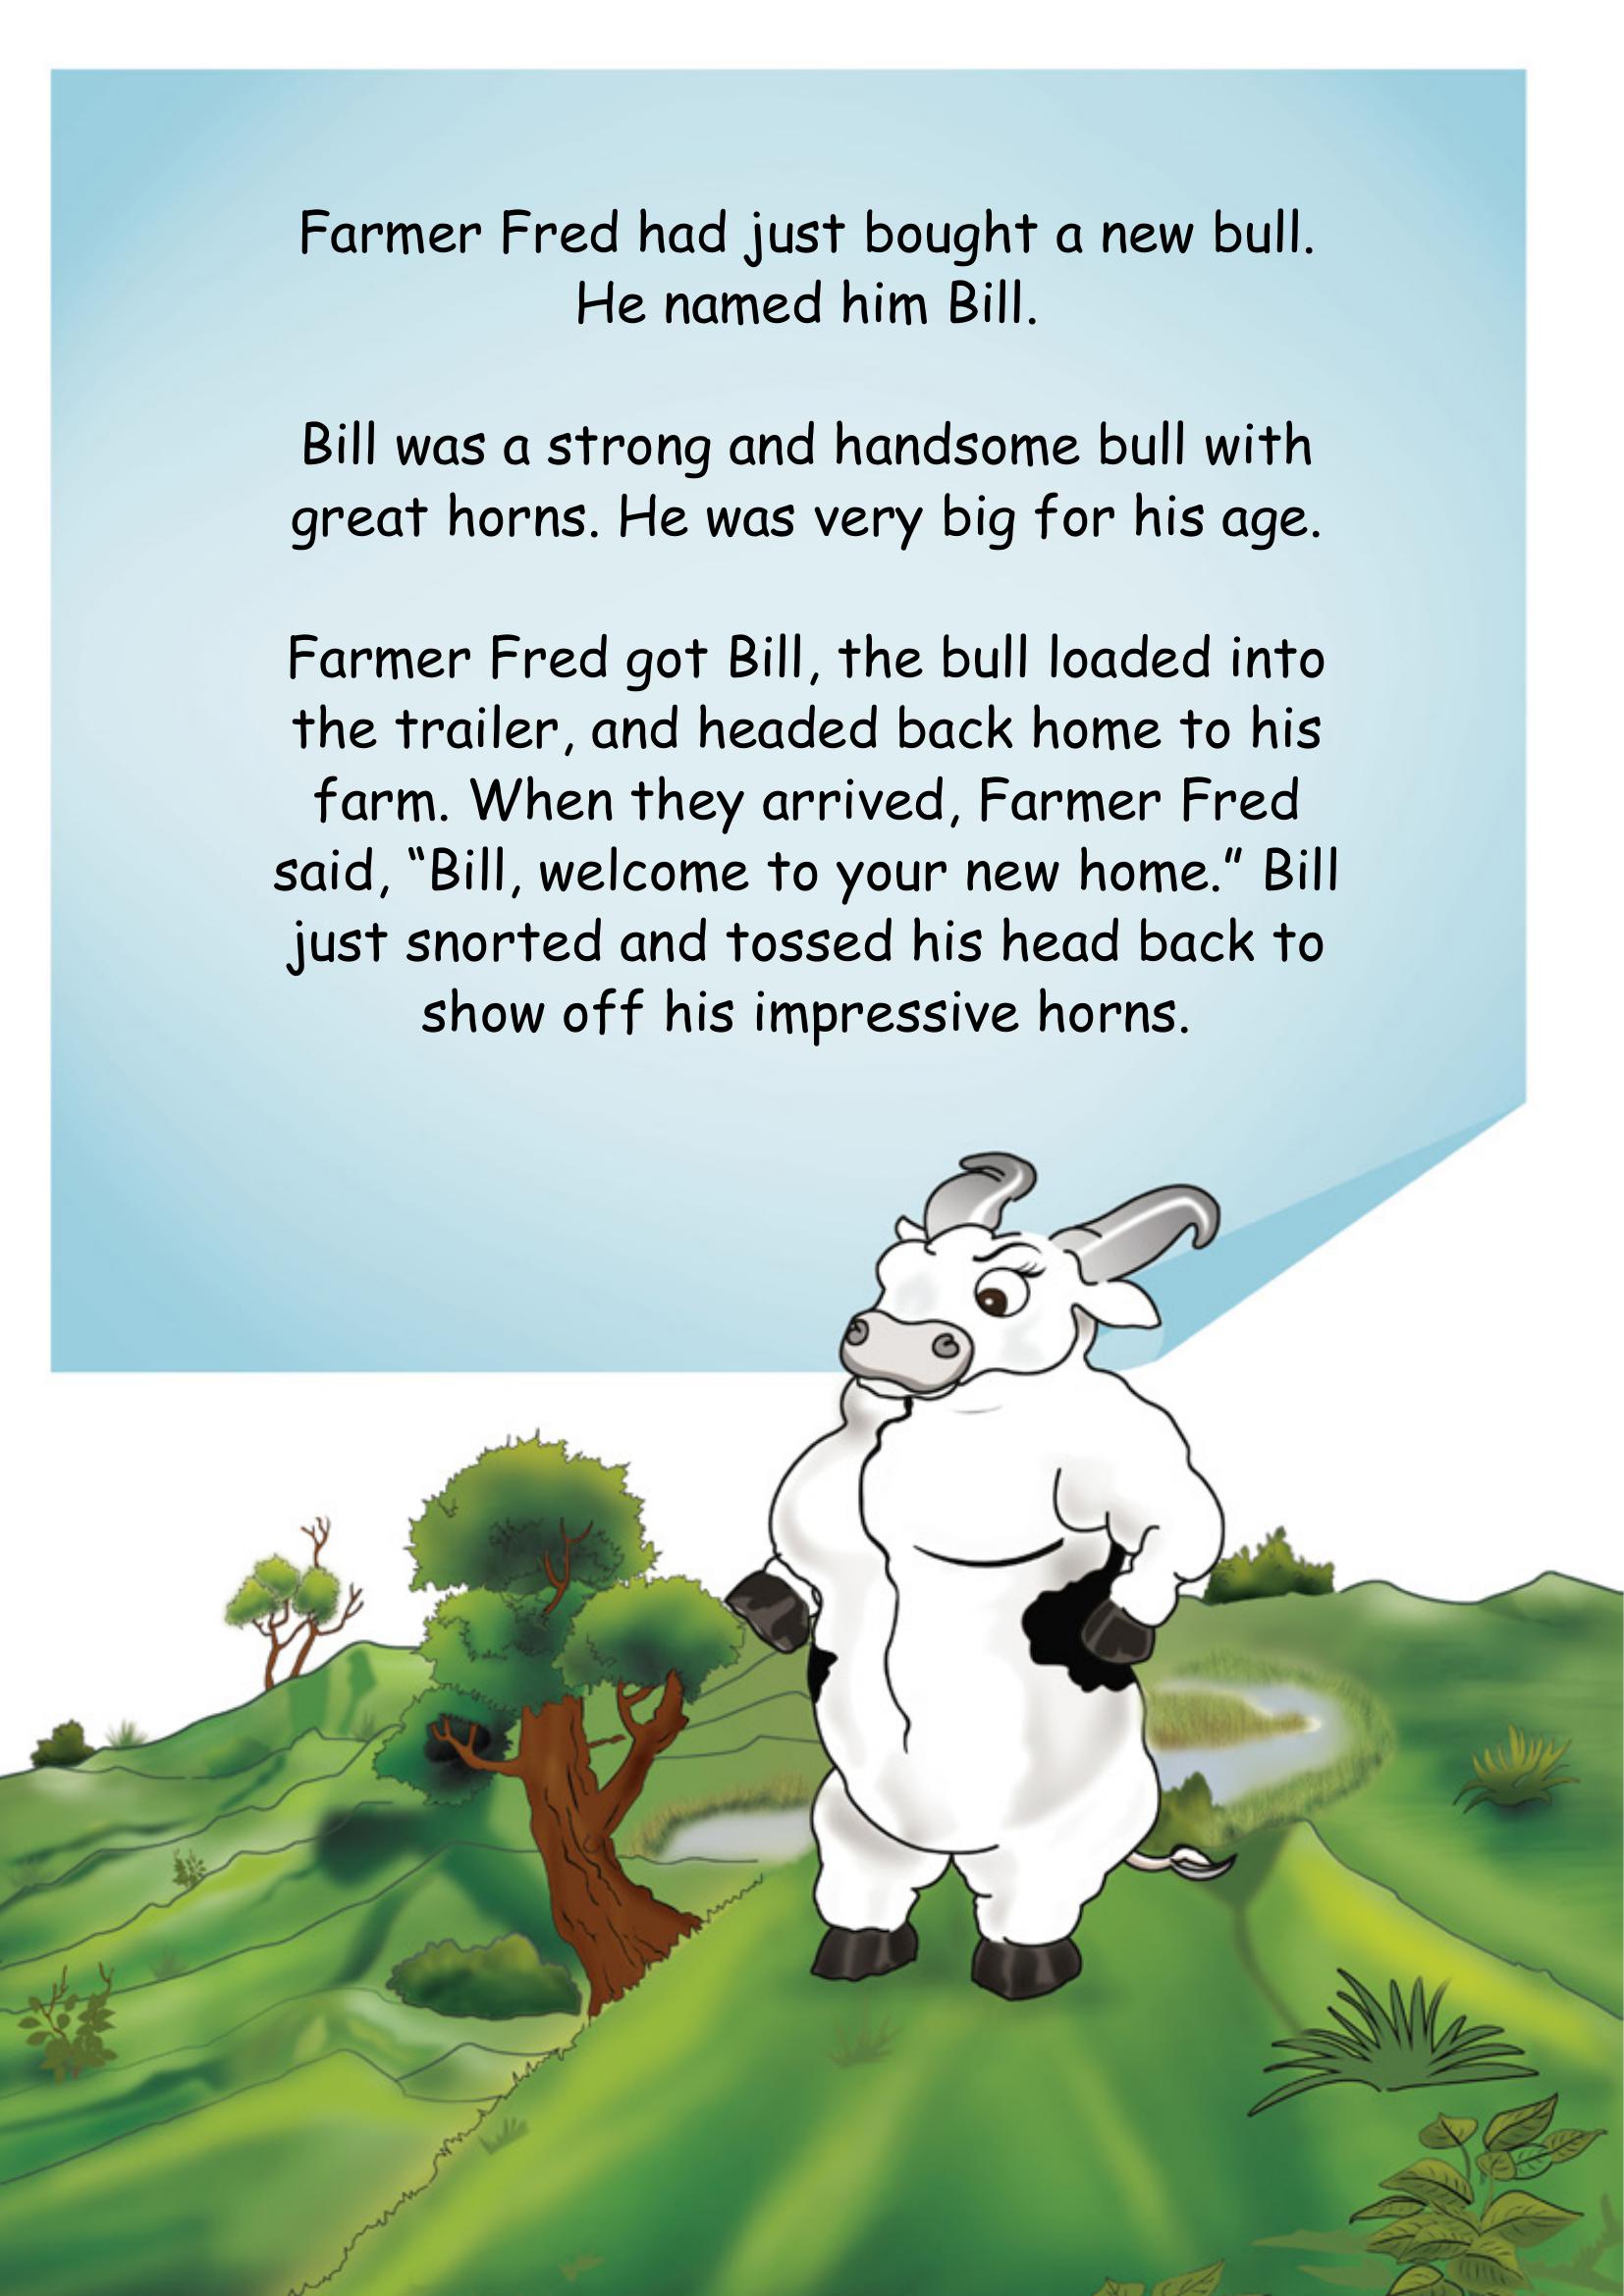 Farmer Fred had just bought a new bull.
He named him Bill.
Bill was a strong and handsome bull with
great horns. He was very big for his age.
Farmer Fred got Bill, the bull loaded into
the trailer, and headed back home to his
farm. When they arrived, Farmer Fred
said, “Bill, welcome to your new home.” Bill
just snorted and tossed his head back to
show off his impressive horns.